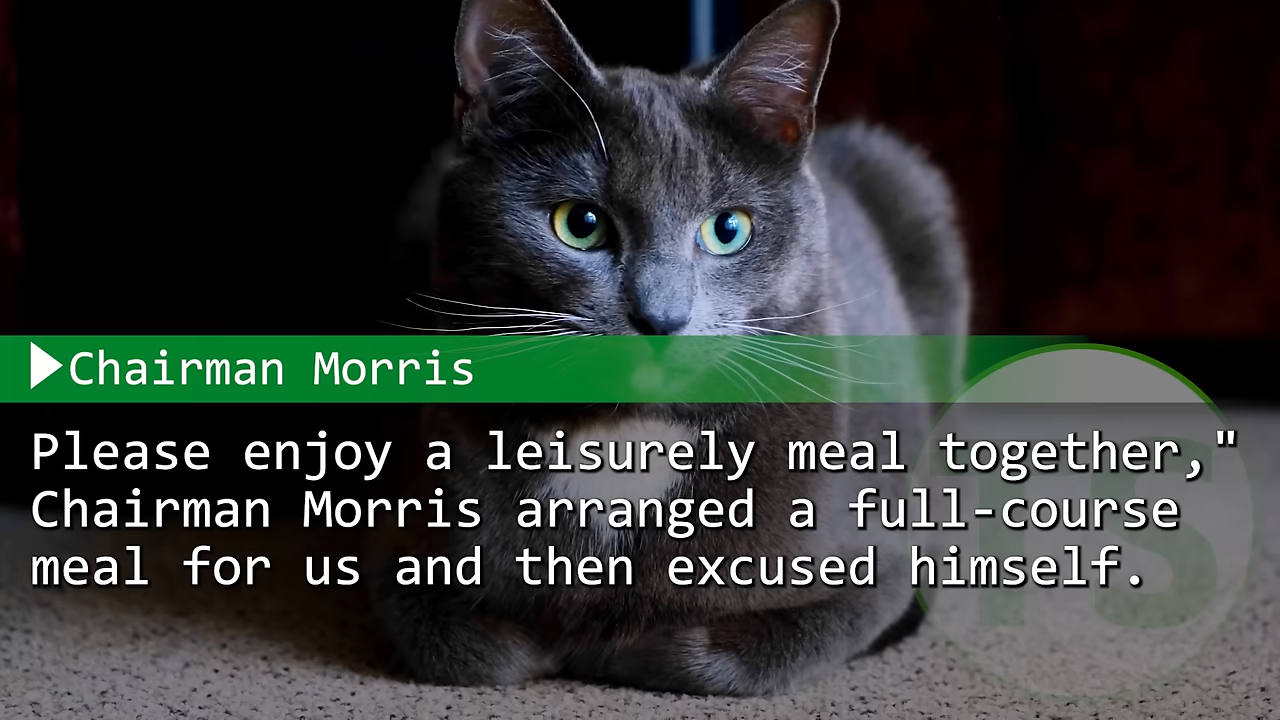 Chairman Morris
Please enjoy a leisurely meal together,"
Chairman Morris arranged a full-course
meal for us and then excused himself.